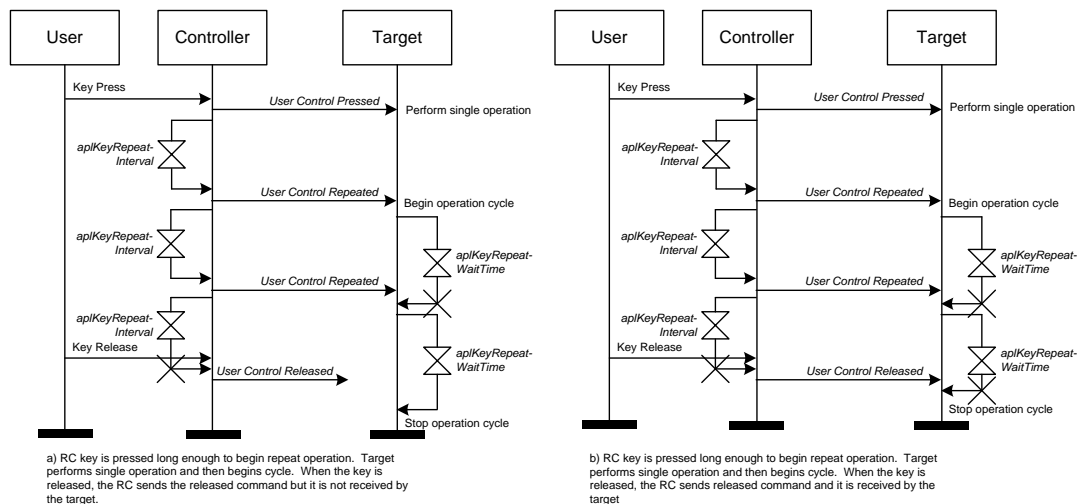 User
Controller
Target
Key Press
User Control Pressed
Perform single operation
aplKeyRepeat-
Interval
User Control Repeated
Begin operation cycle
aplKeyRepeat-
Interval
aplKeyRepeat-
WaitTime
User Control Repeated
aplKeyRepeat-
Interval
Key Release
aplKeyRepeat-
WaitTime
User Control Released
Stop operation cycle
a) RC key is pressed long enough to begin repeat operation. Target
performs single operation and then begins cycle. When the key is
released, the RC sends the released command but it is not received by
the target.
User
Controller
Target
Key Press
User Control Pressed
Perform single operation
aplKeyRepeat-
Interval
User Control Repeated
Begin operation cycle
aplKeyRepeat-
Interval
aplKeyRepeat-
WaitTime
User Control Repeated
aplKeyRepeat-
Interval
Key Release
aplKeyRepeat-
WaitTime
User Control Released
Stop operation cycle
b) RC key is pressed long enough to begin repeat operation. Target
performs single operation and then begins cycle. When the key is
released, the RC sends released command and it is received by the
target